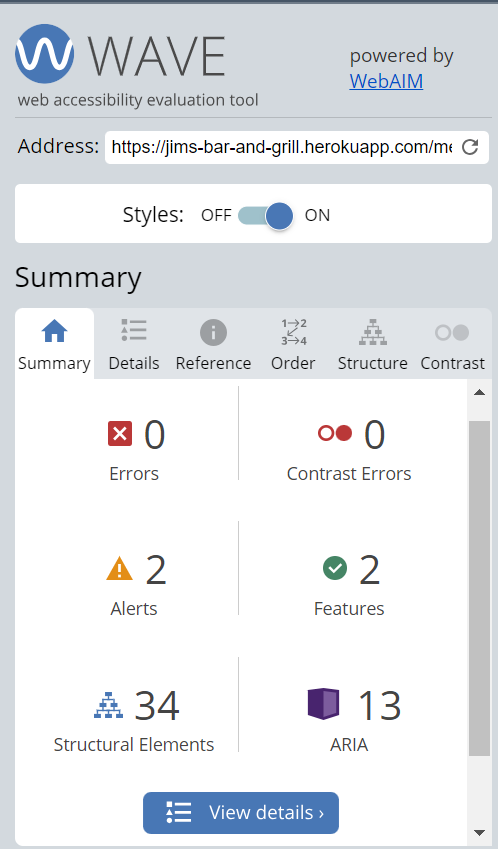 WAVE
web accessibility evaluation tool
powered by
WebAIM
Address: https://jims-bar-and-grill.herokuapp.com/me
Styles: OFF ON
Summary
Summary Details Reference Order Structure Contrast
0 0
Errors Contrast Errors
2 2
Alerts Features
34 13
Structural Elements ARIA
View details ›